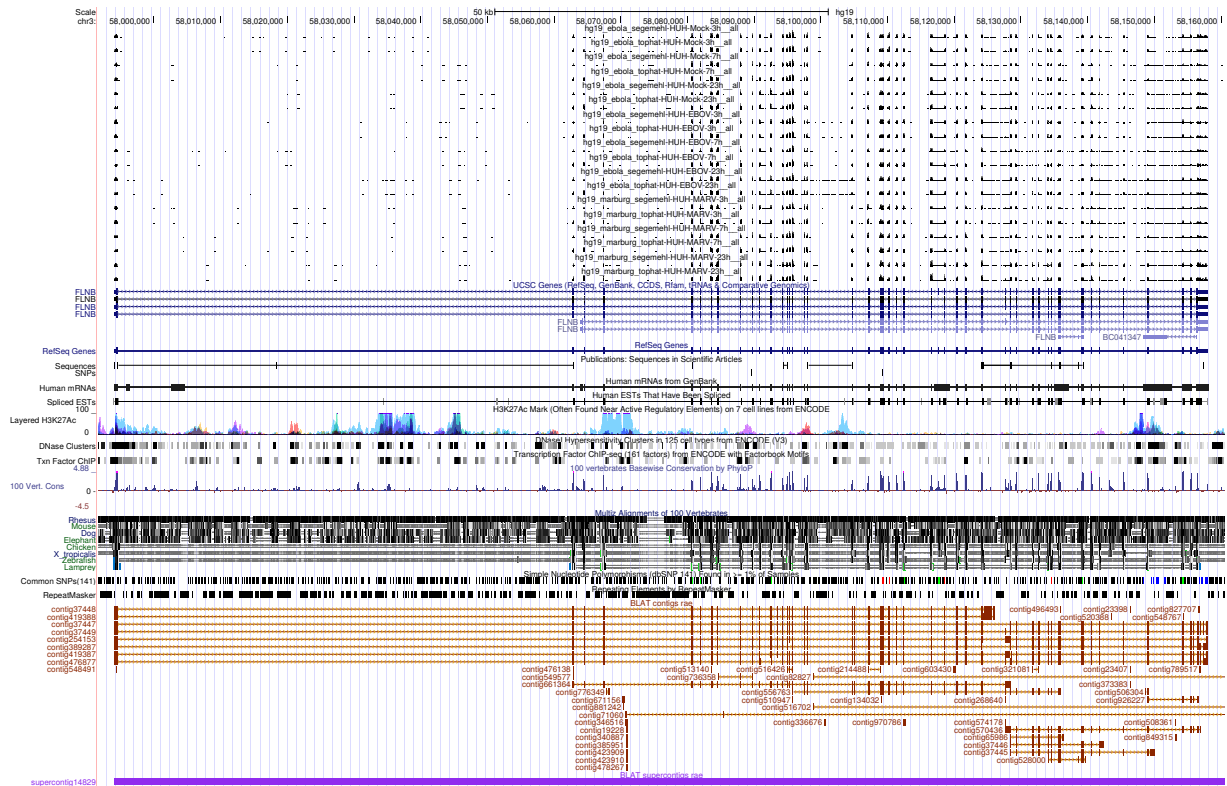 Scale 50 kb hg19
chr3: 58,000,000 58,010,000 58,020,000 58,030,000 58,040,000 58,050,000 58,060,000 58,070,000 58,080,000 58,090,000 58,100,000 58,110,000 58,120,000 58,130,000 58,140,000 58,150,000 58,160,000
hg19_ebola_segemehl-HUH-Mock-3h__all
hg19_ebola_tophat-HUH-Mock-3h__all
hg19_ebola_segemehl-HUH-Mock-7h__all
hg19_ebola_tophat-HUH-Mock-7h__all
hg19_ebola_segemehl-HUH-Mock-23h__all
hg19_ebola_tophat-HUH-Mock-23h__all
hg19_ebola_segemehl-HUH-EBOV-3h__all
hg19_ebola_tophat-HUH-EBOV-3h__all
hg19_ebola_segemehl-HUH-EBOV-7h__all
hg19_ebola_tophat-HUH-EBOV-7h__all
hg19_ebola_segemehl-HUH-EBOV-23h__all
hg19_ebola_tophat-HUH-EBOV-23h__all
hg19_marburg_segemehl-HUH-MARV-3h__all
hg19_marburg_tophat-HUH-MARV-3h__all
hg19_marburg_segemehl-HUH-MARV-7h__all
hg19_marburg_tophat-HUH-MARV-7h__all
hg19_marburg_segemehl-HUH-MARV-23h__all
hg19_marburg_tophat-HUH-MARV-23h__all
UCSC Genes (RefSeq, GenBank, CCDS, Rfam, tRNAs & Comparative Genomics)
FLNB
FLNB
FLNB
FLNB
FLNB
FLNB
FLNB BC041347
RefSeq Genes
RefSeq Genes
Publications: Sequences in Scientific Articles
Sequences
SNPs
Human mRNAs from GenBank
Human mRNAs
Human ESTs That Have Been Spliced
Spliced ESTs
H3K27Ac Mark (Often Found Near Active Regulatory Elements) on 7 cell lines from ENCODE
100
Layered H3K27Ac
0
DNaseI Hypersensitivity Clusters in 125 cell types from ENCODE (V3)
DNase Clusters
Transcription Factor ChIP-seq (161 factors) from ENCODE with Factorbook Motifs
Txn Factor ChIP
100 vertebrates Basewise Conservation by PhyloP
4.88
100 Vert. Cons
0
-4.5
Multiz Alignments of 100 Vertebrates
Rhesus
Mouse
Dog
Elephant
Chicken
X_tropicalis
Zebrafish
Lamprey
Simple Nucleotide Polymorphisms (dbSNP 141) Found in >= 1% of Samples
Common SNPs(141)
Repeating Elements by RepeatMasker
RepeatMasker
BLAT contigs rae
contig37448 contig496493 contig23398 contig827707
contig419388 contig520388 contig548767
contig37447
contig37449
contig254153
contig389287
contig419387
contig476877
contig548491 contig476138 contig513140 contig516426 contig214488 contig603430 contig321081 contig23407 contig789517
contig549577 contig736358 contig82827
contig661364 contig373383
contig776349 contig556763 contig506304
contig671156 contig510947 contig134032 contig268640 contig926227
contig881242 contig516702
contig71060
contig346516 contig336676 contig970786 contig574178 contig508361
contig19228 contig570436
contig340887 contig65986 contig849315
contig385951 contig37446
contig423909 contig37445
contig423910 contig528000
contig478267
BLAT supercontigs rae
supercontig14829